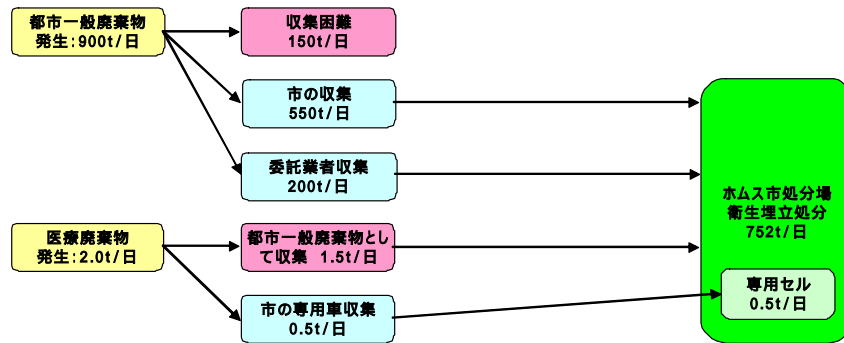 都市一般廃棄物
発生:900t/日
収集困難
150t/日
市の収集
550t/日
委託業者収集
200t/日
医療廃棄物
発生:2.0t/日
都市一般廃棄物とし
て収集 1.5t/日
市の専用車収集
0.5t/日
ホムス市処分場
衛生埋立処分
752t/日
専用セル
0.5t/日